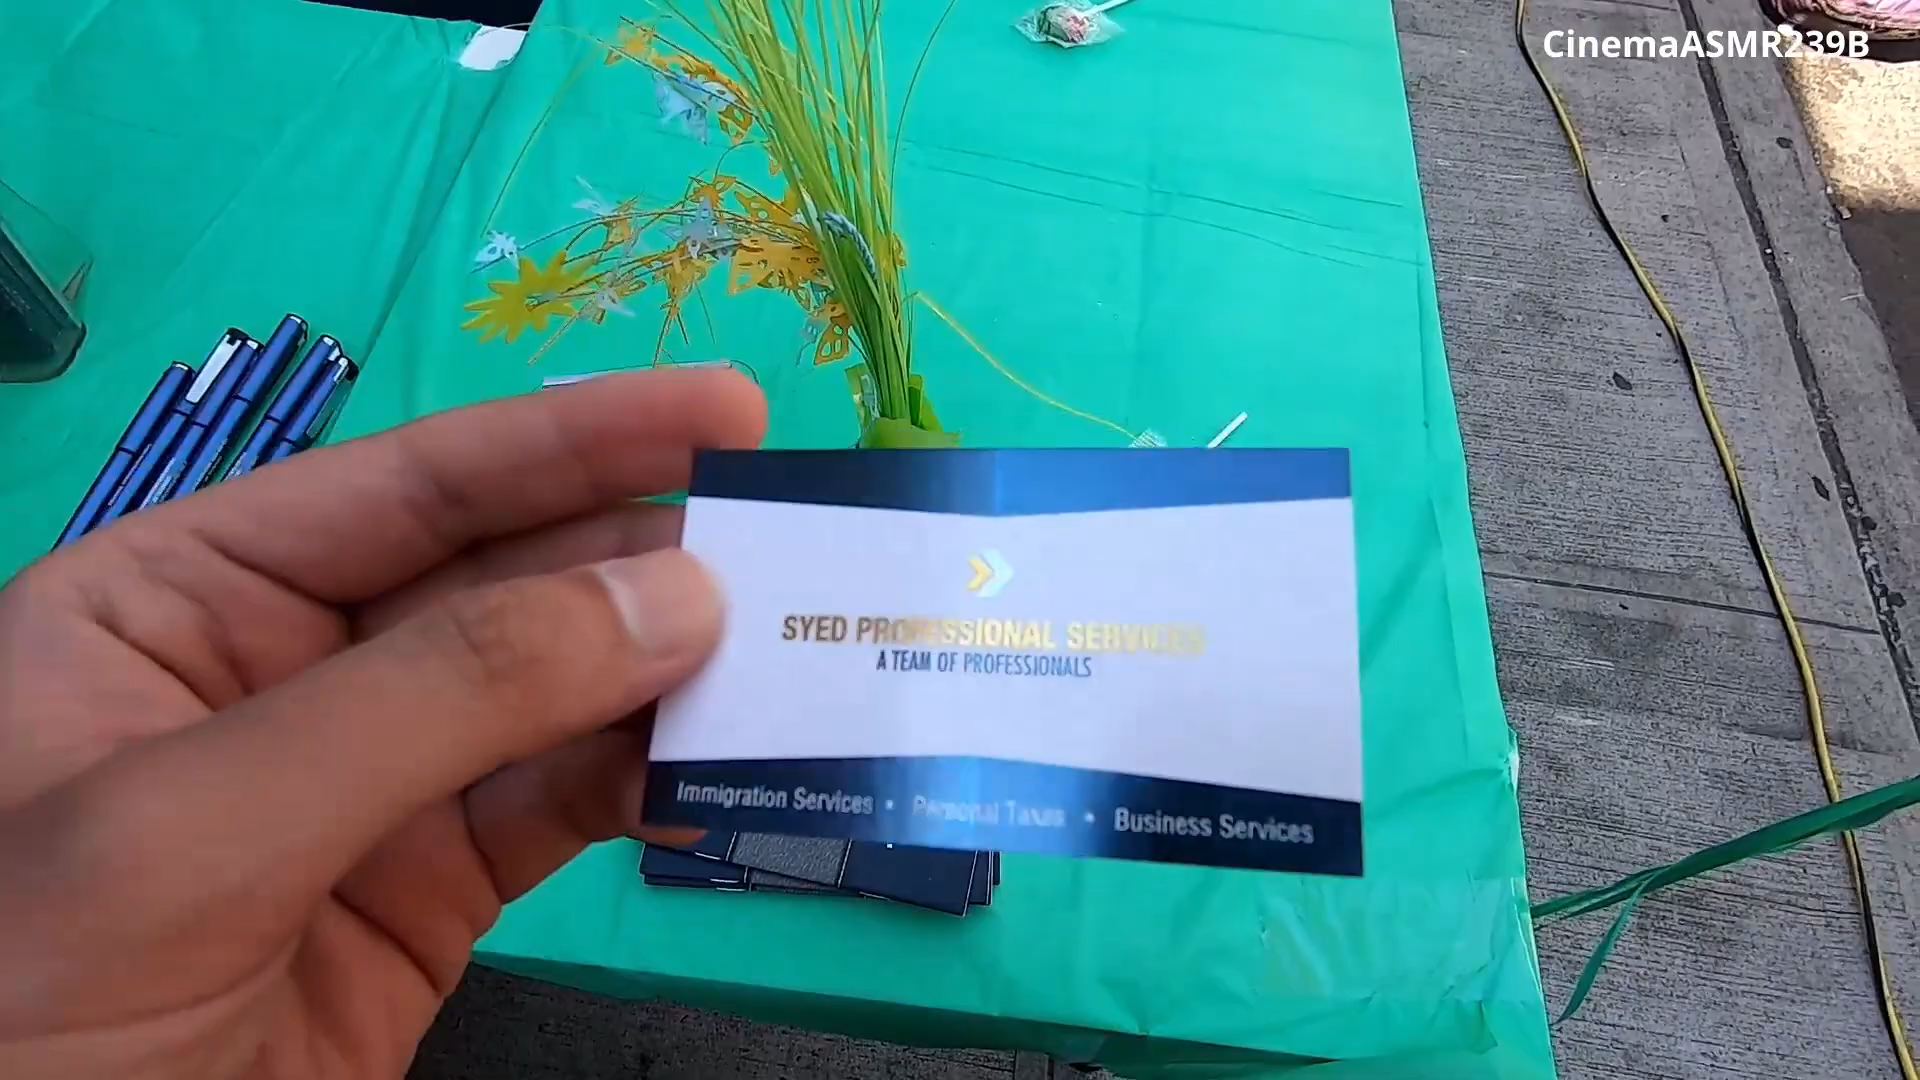 CinemaASMR239B
SYED PROFESSIONAL SERVICES
A TEAM OF PROFESSIONALS
Immigration Services • Personal Taxes • Business Services